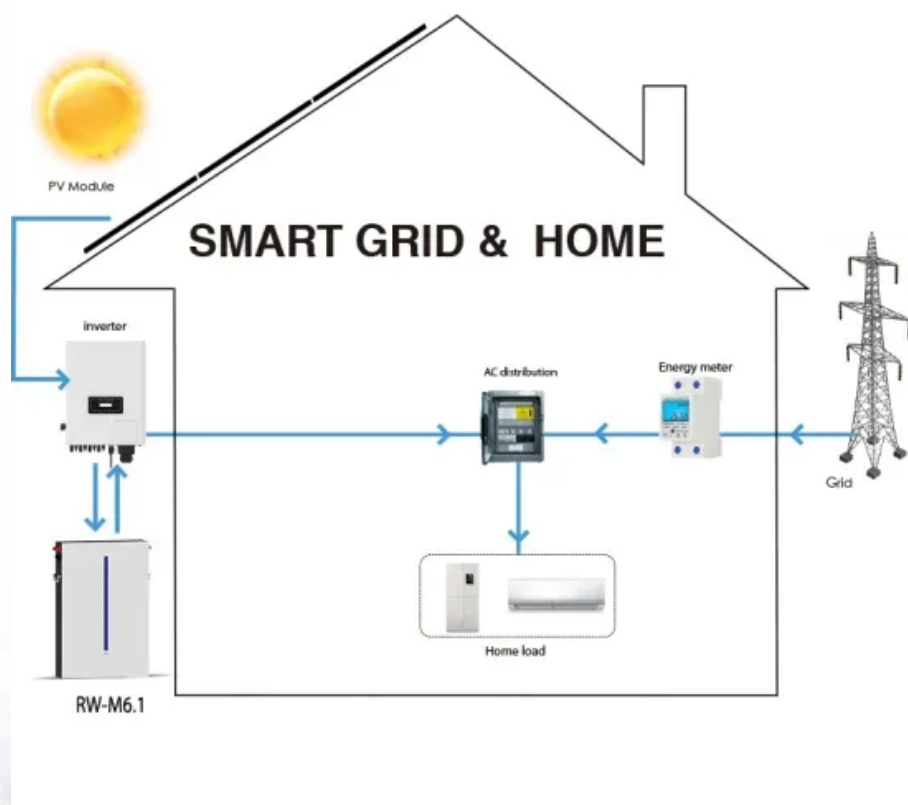 PV Module
SMART GRID & HOME
inverter
AC distribution
Energy meter
Grid
Home load
RW-M6.1